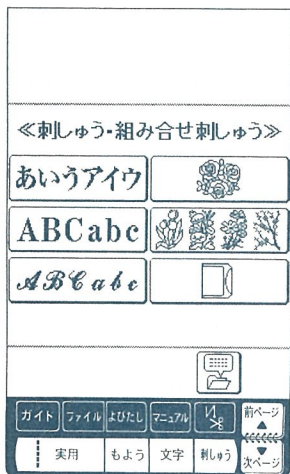 ≪刺しゅう・組み合せ刺しゅう≫
あいうアイウ
ABCabc
ABCabc
ガイト ファイル よびだし マニュアル 前ページ
実用 もよう 文字 刺しゅう 次ページ